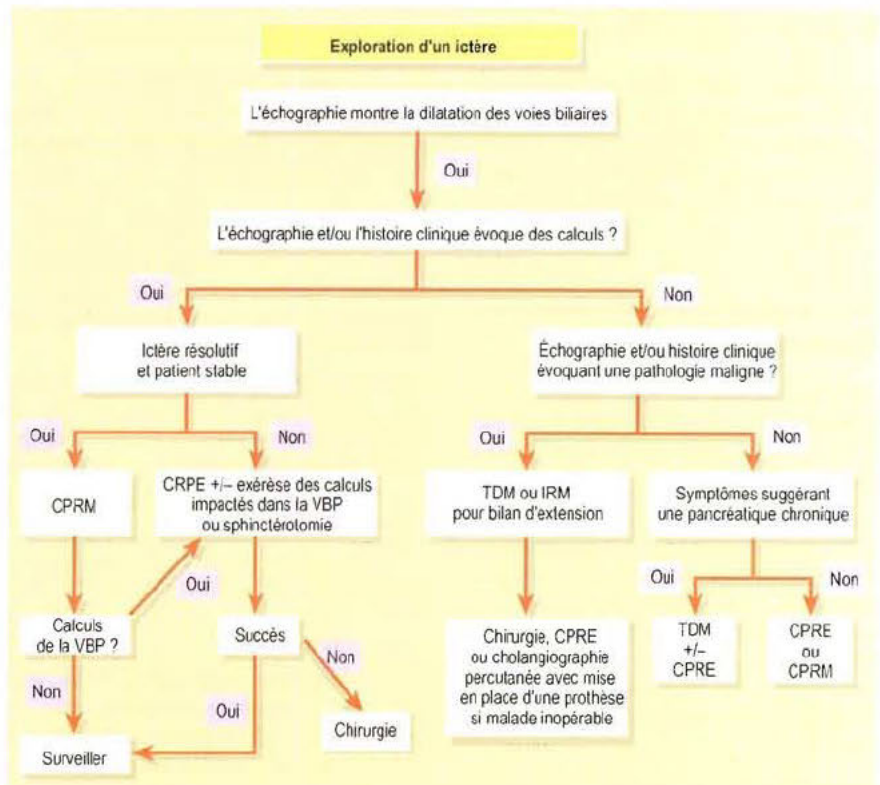 Exploration d'un ictère
L'échographie montre la dilatation des voies biliaires
Oui
L'échographie et/ou l'histoire clinique évoque des calculs ?
Oui
Non
Ictère résolutif
et patient stable
Échographie et/ou histoire clinique
évoquant une pathologie maligne ?
Oui
Non
Oui
Non
CPRM
CRPE +/– exérèse des calculs
impactés dans la VBP
ou sphinctérotomie
TDM ou IRM
pour bilan d'extension
Symptômes suggérant
une pancréatique chronique
Oui
Oui
Non
Calculs
de la VBP ?
Succès
Chirurgie, CPRE
ou cholangiographie
percutanée avec mise
en place d'une prothèse
si malade inopérable
TDM
+/–
CPRE
CPRE
ou
CPRM
Non
Non
Oui
Chirurgie
Surveiller